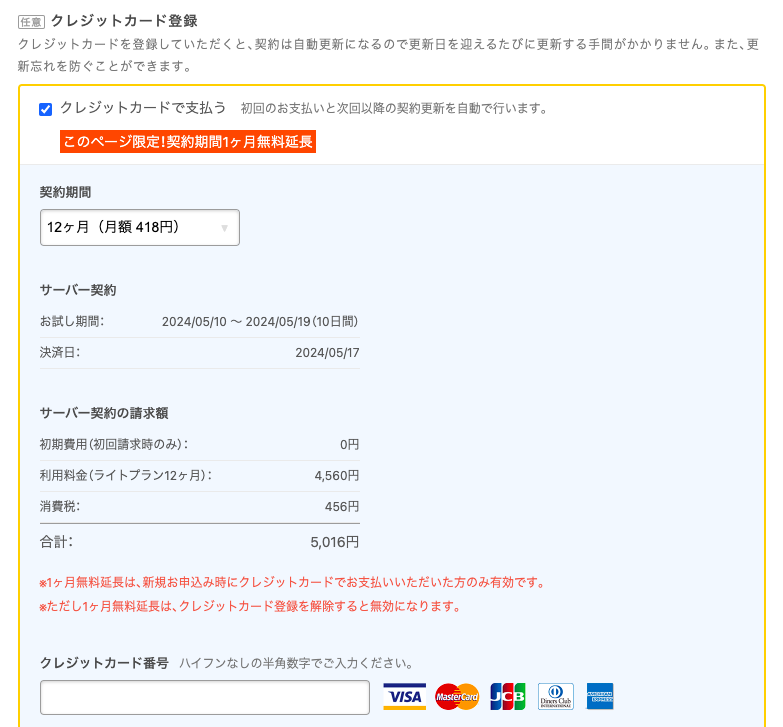 任意 クレジットカード登録
クレジットカードを登録していただくと、契約は自動更新になるので更新日を迎えるたびに更新する手間がかかりません。また、更
新忘れを防ぐことができます。
クレジットカードで支払う 初回のお支払いと次回以降の契約更新を自動で行います。
このページ限定！契約期間1ヶ月無料延長
契約期間
12ヶ月（月額 418円）
サーバー契約
お試し期間： 2024/05/10 〜 2024/05/19（10日間）
決済日： 2024/05/17
サーバー契約の請求額
初期費用（初回請求時のみ）： 0円
利用料金（ライトプラン12ヶ月）： 4,560円
消費税： 456円
合計： 5,016円
※1ヶ月無料延長は、新規お申込み時にクレジットカードでお支払いいただいた方のみ有効です。
※ただし1ヶ月無料延長は、クレジットカード登録を解除すると無効になります。
クレジットカード番号 ハイフンなしの半角数字でご入力ください。
VISA MasterCard JCB Diners Club INTERNATIONAL AMERICAN EXPRESS